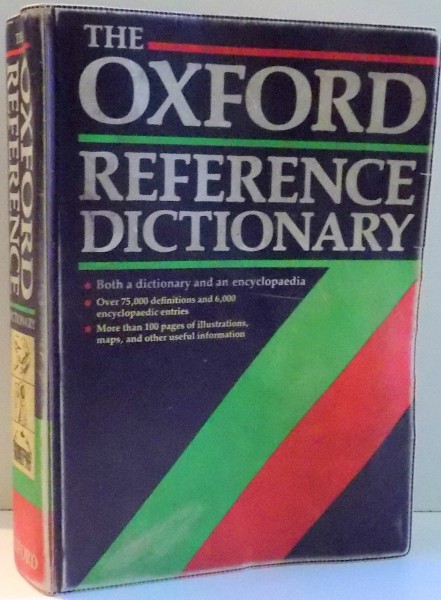 THE
OXFORD
REFERENCE
DICTIONARY
Both a dictionary and an encyclopaedia
Over 75,000 definitions and 6,000
encyclopaedic entries
More than 100 pages of illustrations,
maps, and other useful information
THE
OXFORD
REFERENCE
DICTIONARY
OXFORD